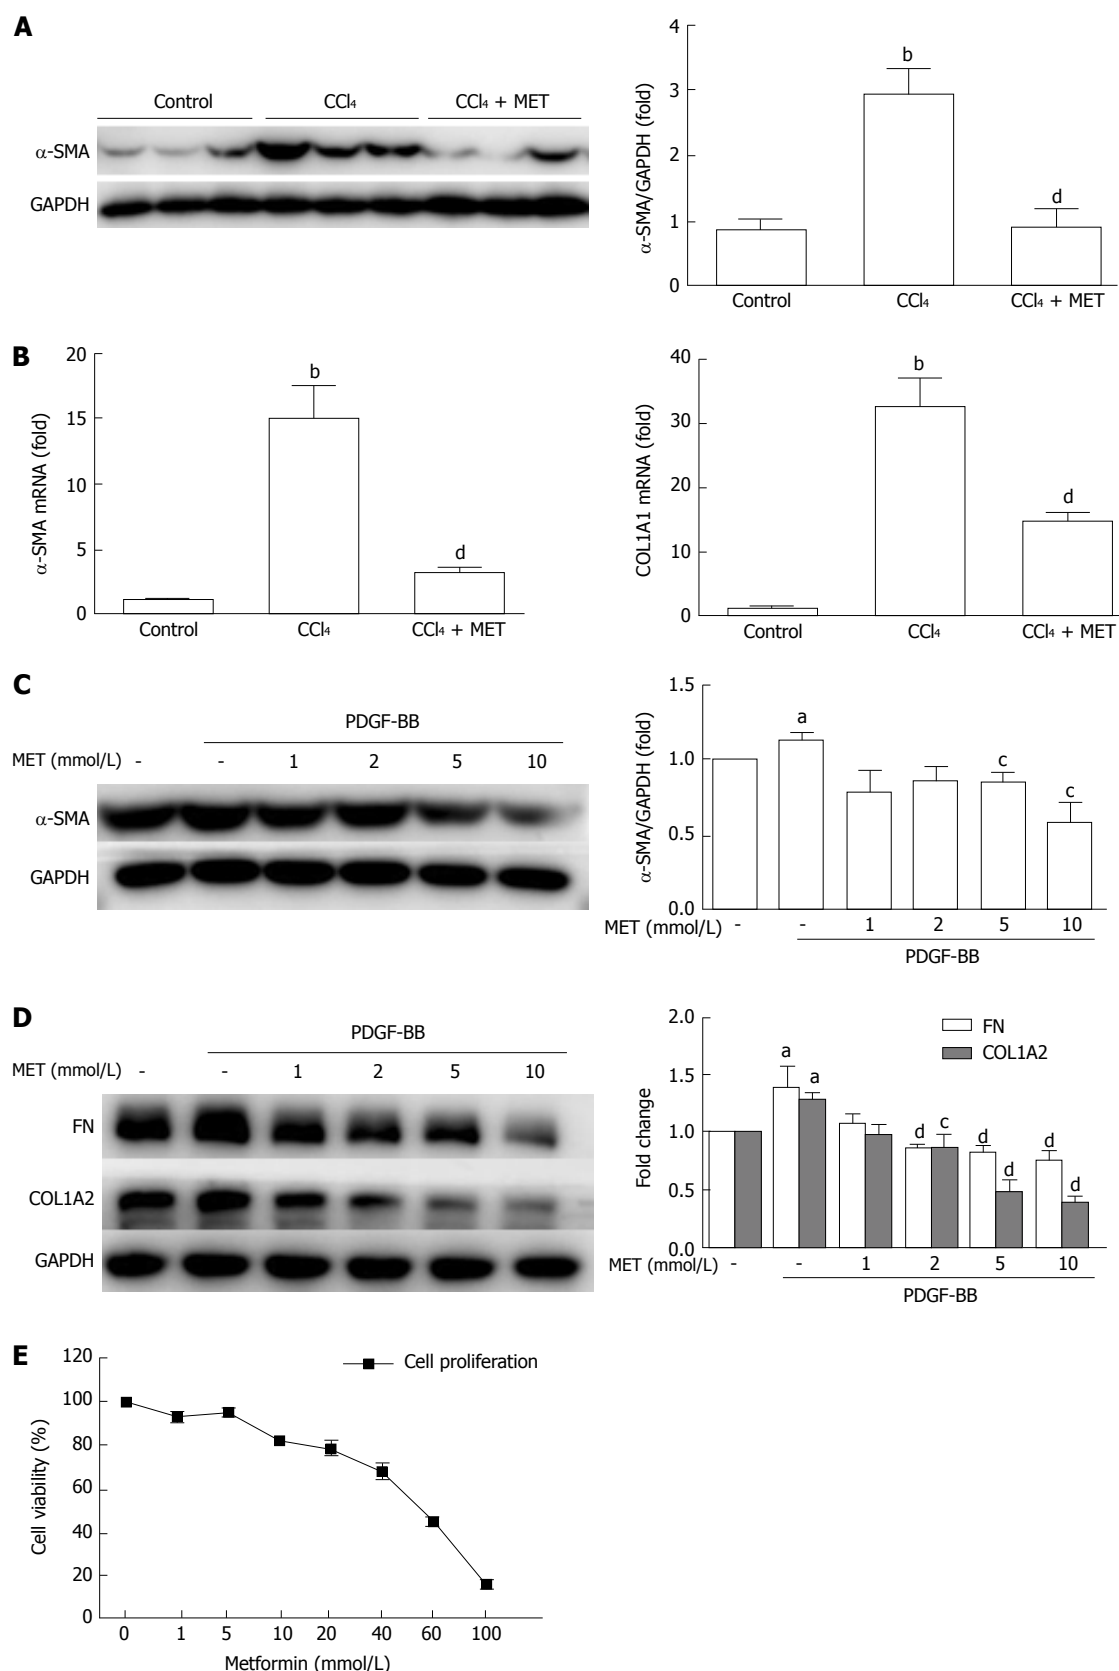 A
Control CCl₄ CCl₄ + MET
α-SMA
GAPDH
α-SMA/GAPDH (fold)
4
3
2
1
0
b
d
Control CCl₄ CCl₄ + MET
B
α-SMA mRNA (fold)
20
15
10
5
0
b
d
Control CCl₄ CCl₄ + MET
COL1A1 mRNA (fold)
40
30
20
10
0
b
d
Control CCl₄ CCl₄ + MET
C
PDGF-BB
MET (mmol/L) - - 1 2 5 10
α-SMA
GAPDH
α-SMA/GAPDH (fold)
1.5
1.0
0.5
0.0
a
c
c
MET (mmol/L) - - 1 2 5 10
PDGF-BB
D
PDGF-BB
MET (mmol/L) - - 1 2 5 10
FN
COL1A2
GAPDH
Fold change
2.0
1.5
1.0
0.5
0.0
FN
COL1A2
a a
d c d d
d d
MET (mmol/L) - - 1 2 5 10
PDGF-BB
E
Cell viability (%)
120
100
80
60
40
20
0
Cell proliferation
0 1 5 10 20 40 60 100
Metformin (mmol/L)